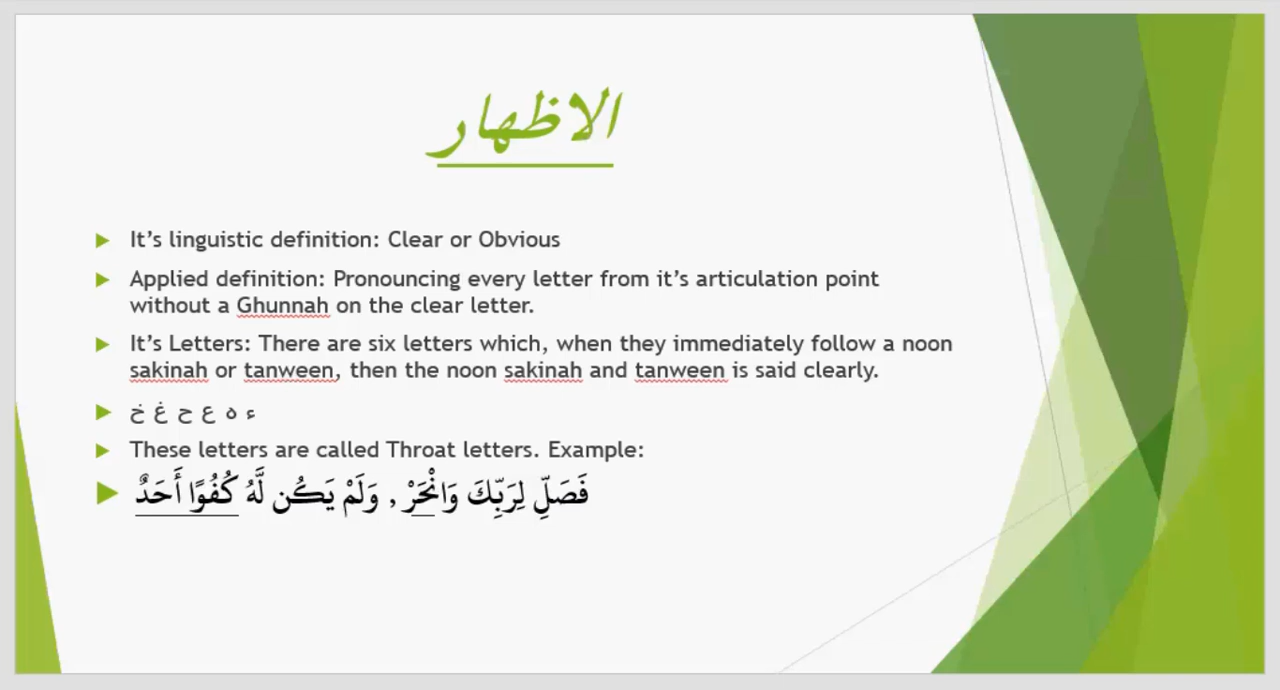 الاظهار
It's linguistic definition: Clear or Obvious
Applied definition: Pronouncing every letter from it's articulation point
without a Ghunnah on the clear letter.
It's Letters: There are six letters which, when they immediately follow a noon
sakinah or tanween, then the noon sakinah and tanween is said clearly.
ء ه ع ح غ خ
These letters are called Throat letters. Example:
فَصَلِّ لِرَبِّكَ وَانْحَرْ , وَلَمْ يَكُن لَّهُ كُفُوًا أَحَدٌ